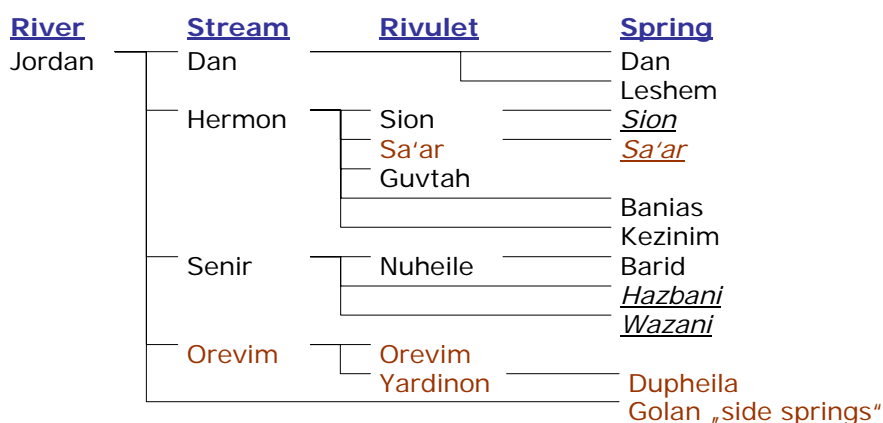 River Stream Rivulet Spring
Jordan Dan Dan
Leshem
Hermon Sion Sion
Sa‘ar Sa’ar
Guvtah
Banias
Kezinim
Senir Nuheile Barid
Hazbani
Wazani
Orevim Orevim
Yardinon Dupheila
Golan „side springs“